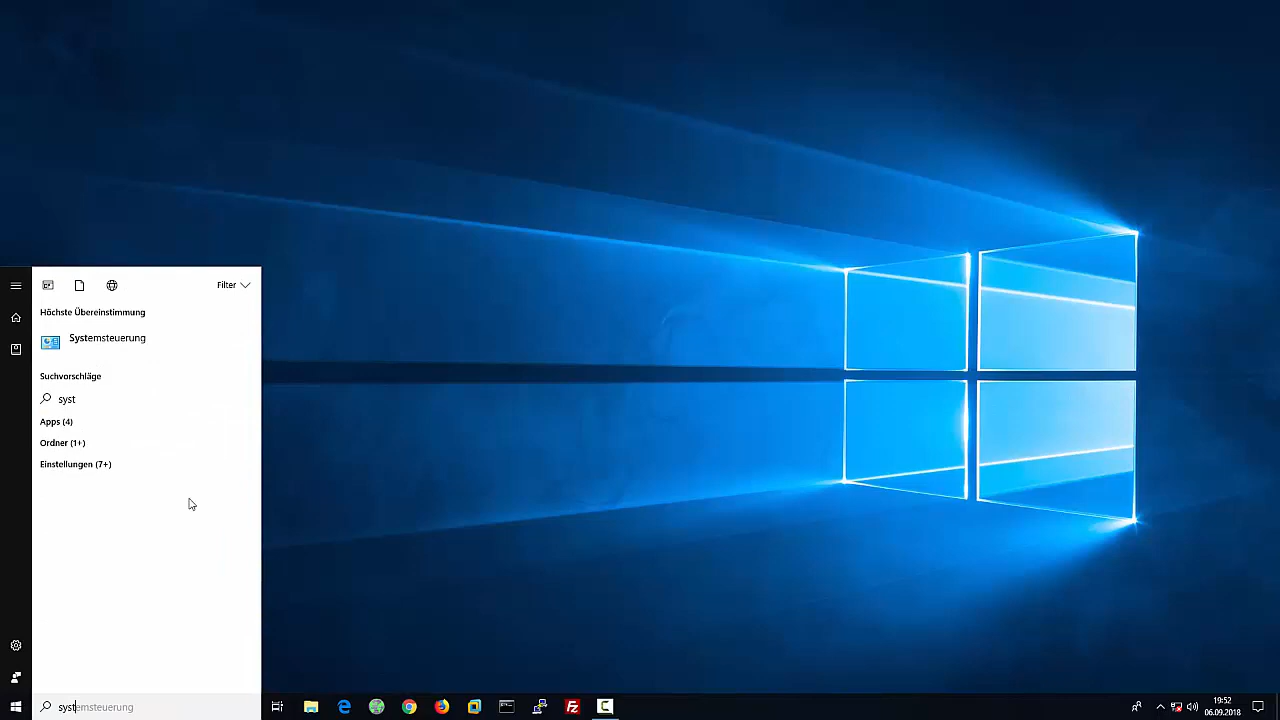 Filter
Höchste Übereinstimmung
Systemsteuerung
Suchvorschläge
syst
Apps (4)
Ordner (1+)
Einstellungen (7+)
systemsteuerung
19:52
06.09.2018